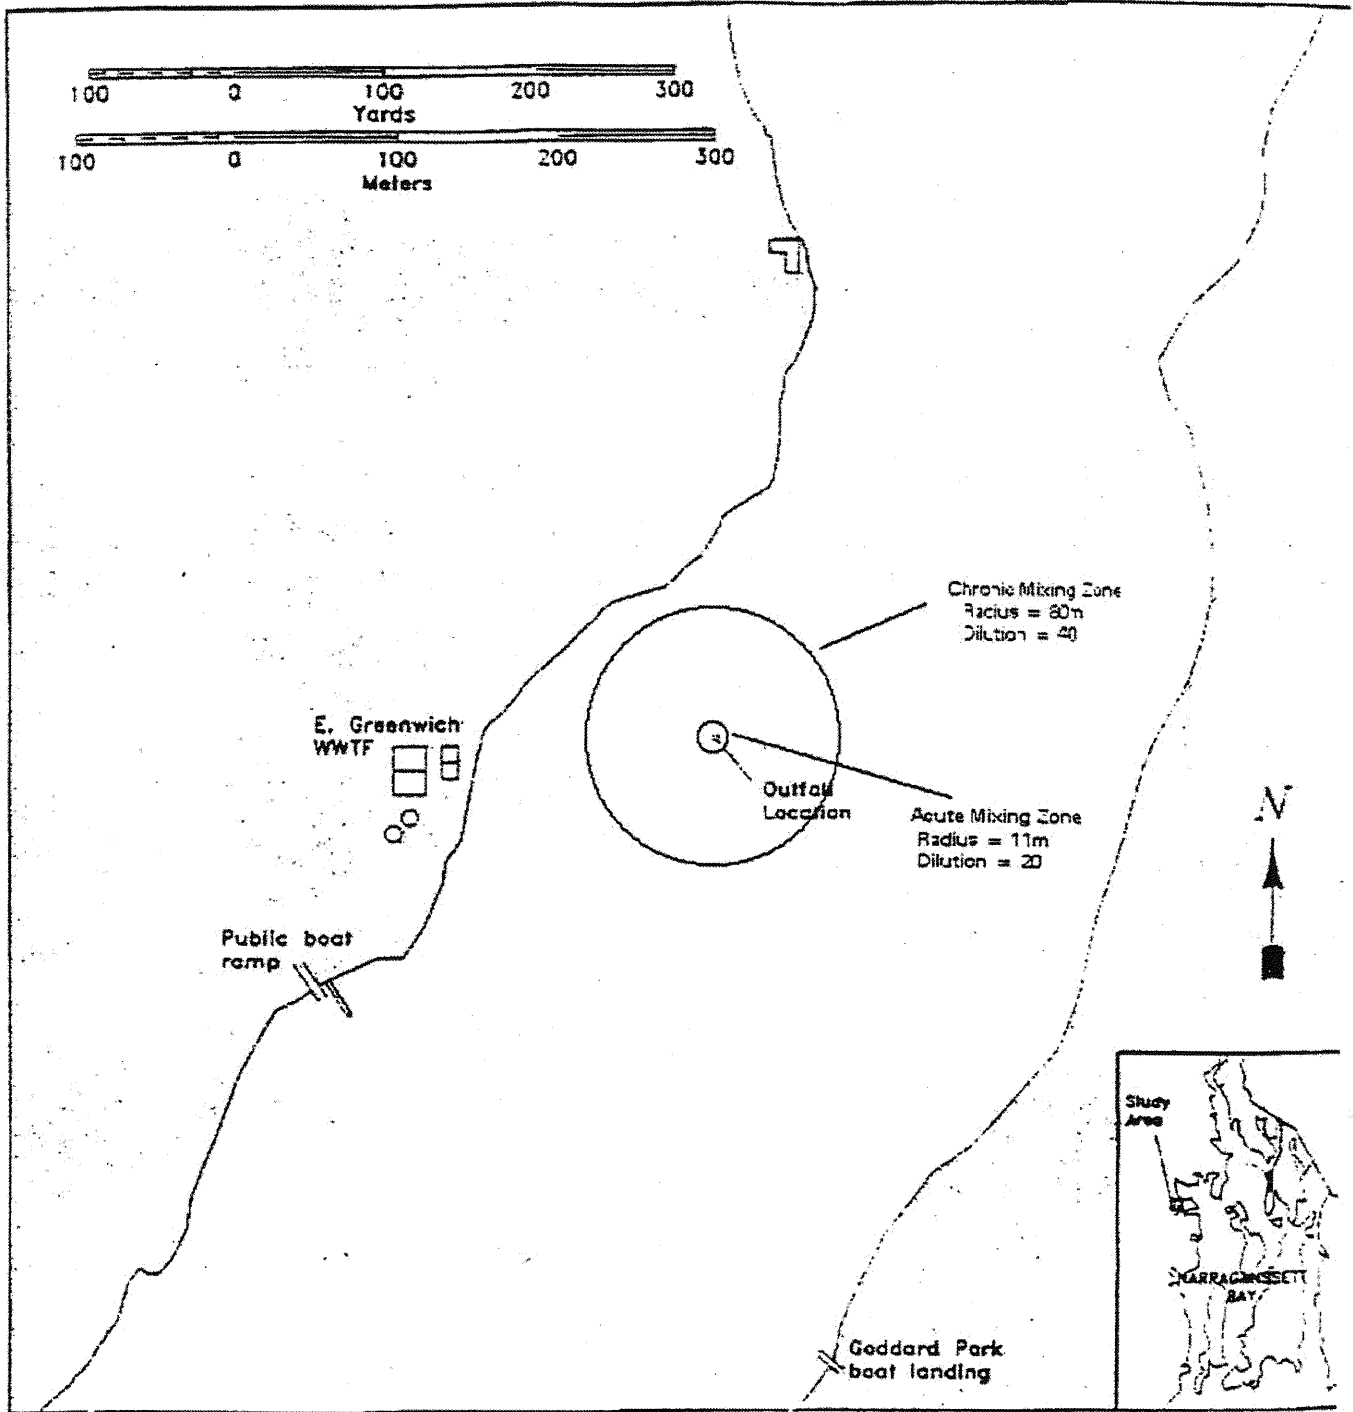 100 0 100 200 300
Yards
100 0 100 200 300
Meters
Chronic Mixing Zone
Radius = 80m
Dilution = 40
E. Greenwich
WWTF
Outfall
Location
Acute Mixing Zone
Radius = 11m
Dilution = 20
N
Public boat
ramp
Study
Area
NARRAGANSSETT
BAY
Goddard Park
boat landing